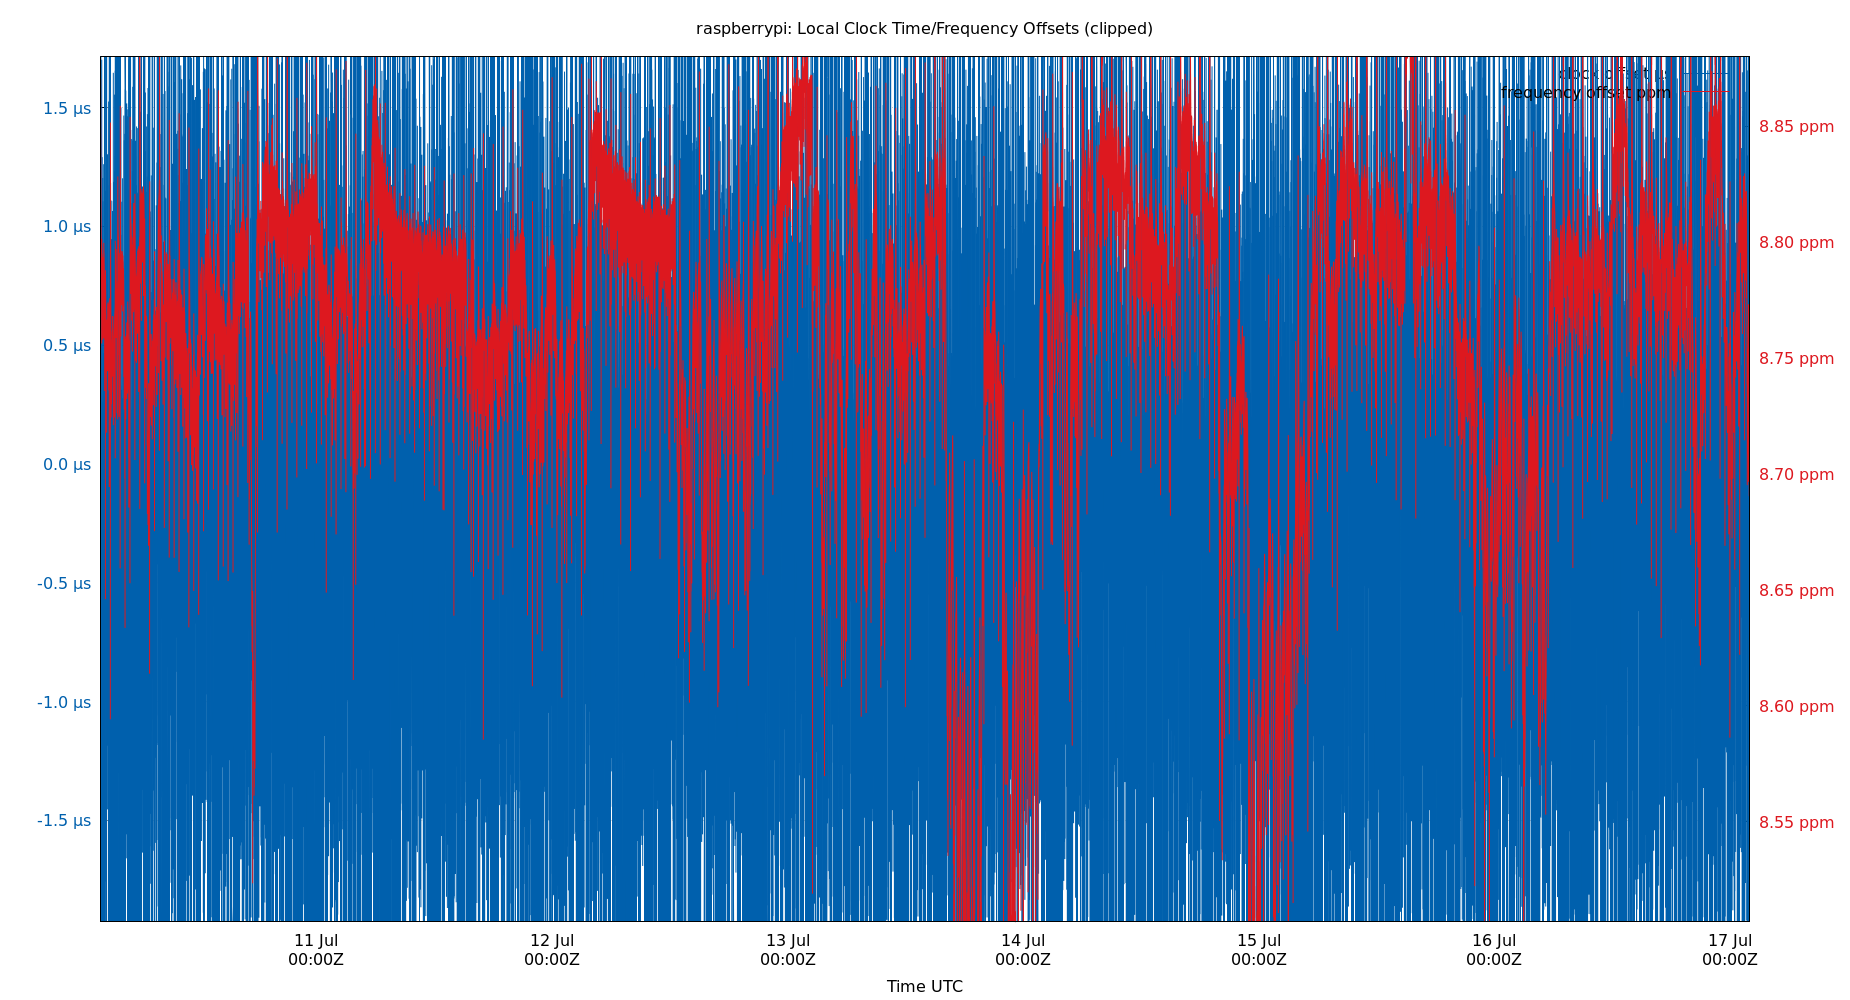 raspberrypi: Local Clock Time/Frequency Offsets (clipped)
clock offset µs
frequency offset ppm
1.5 µs
1.0 µs
0.5 µs
0.0 µs
-0.5 µs
-1.0 µs
-1.5 µs
8.85 ppm
8.80 ppm
8.75 ppm
8.70 ppm
8.65 ppm
8.60 ppm
8.55 ppm
11 Jul
00:00Z
12 Jul
00:00Z
13 Jul
00:00Z
14 Jul
00:00Z
15 Jul
00:00Z
16 Jul
00:00Z
17 Jul
00:00Z
Time UTC